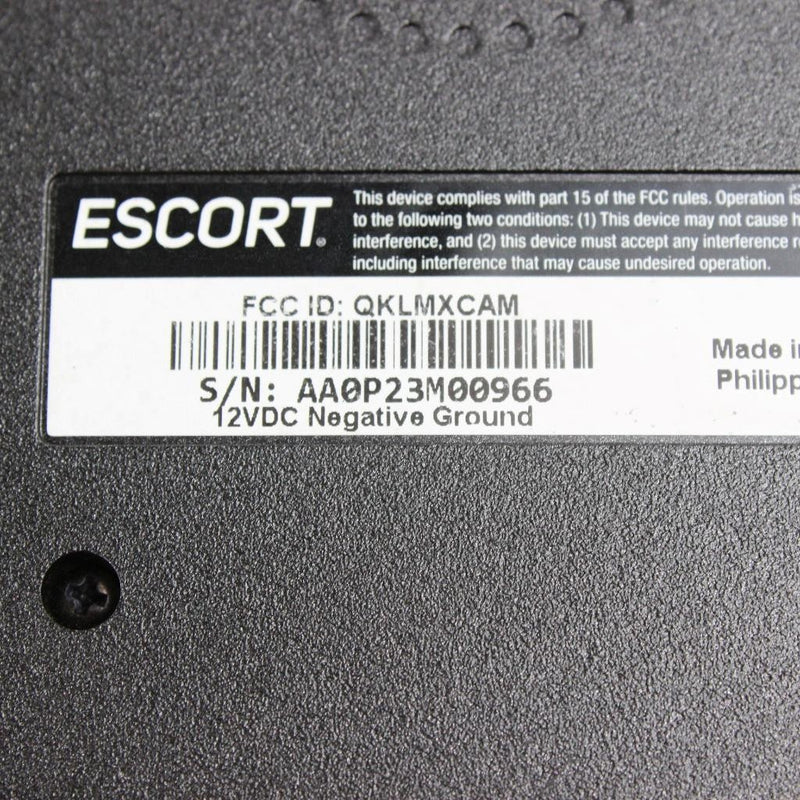 ESCORT®
This device complies with part 15 of the FCC rules. Operation is
to the following two conditions: (1) This device may not cause
interference, and (2) this device must accept any interference
including interference that may cause undesired operation.
FCC ID: QKLMXCAM
S/N: AA0P23M00966
12VDC Negative Ground
Made in
Philipp